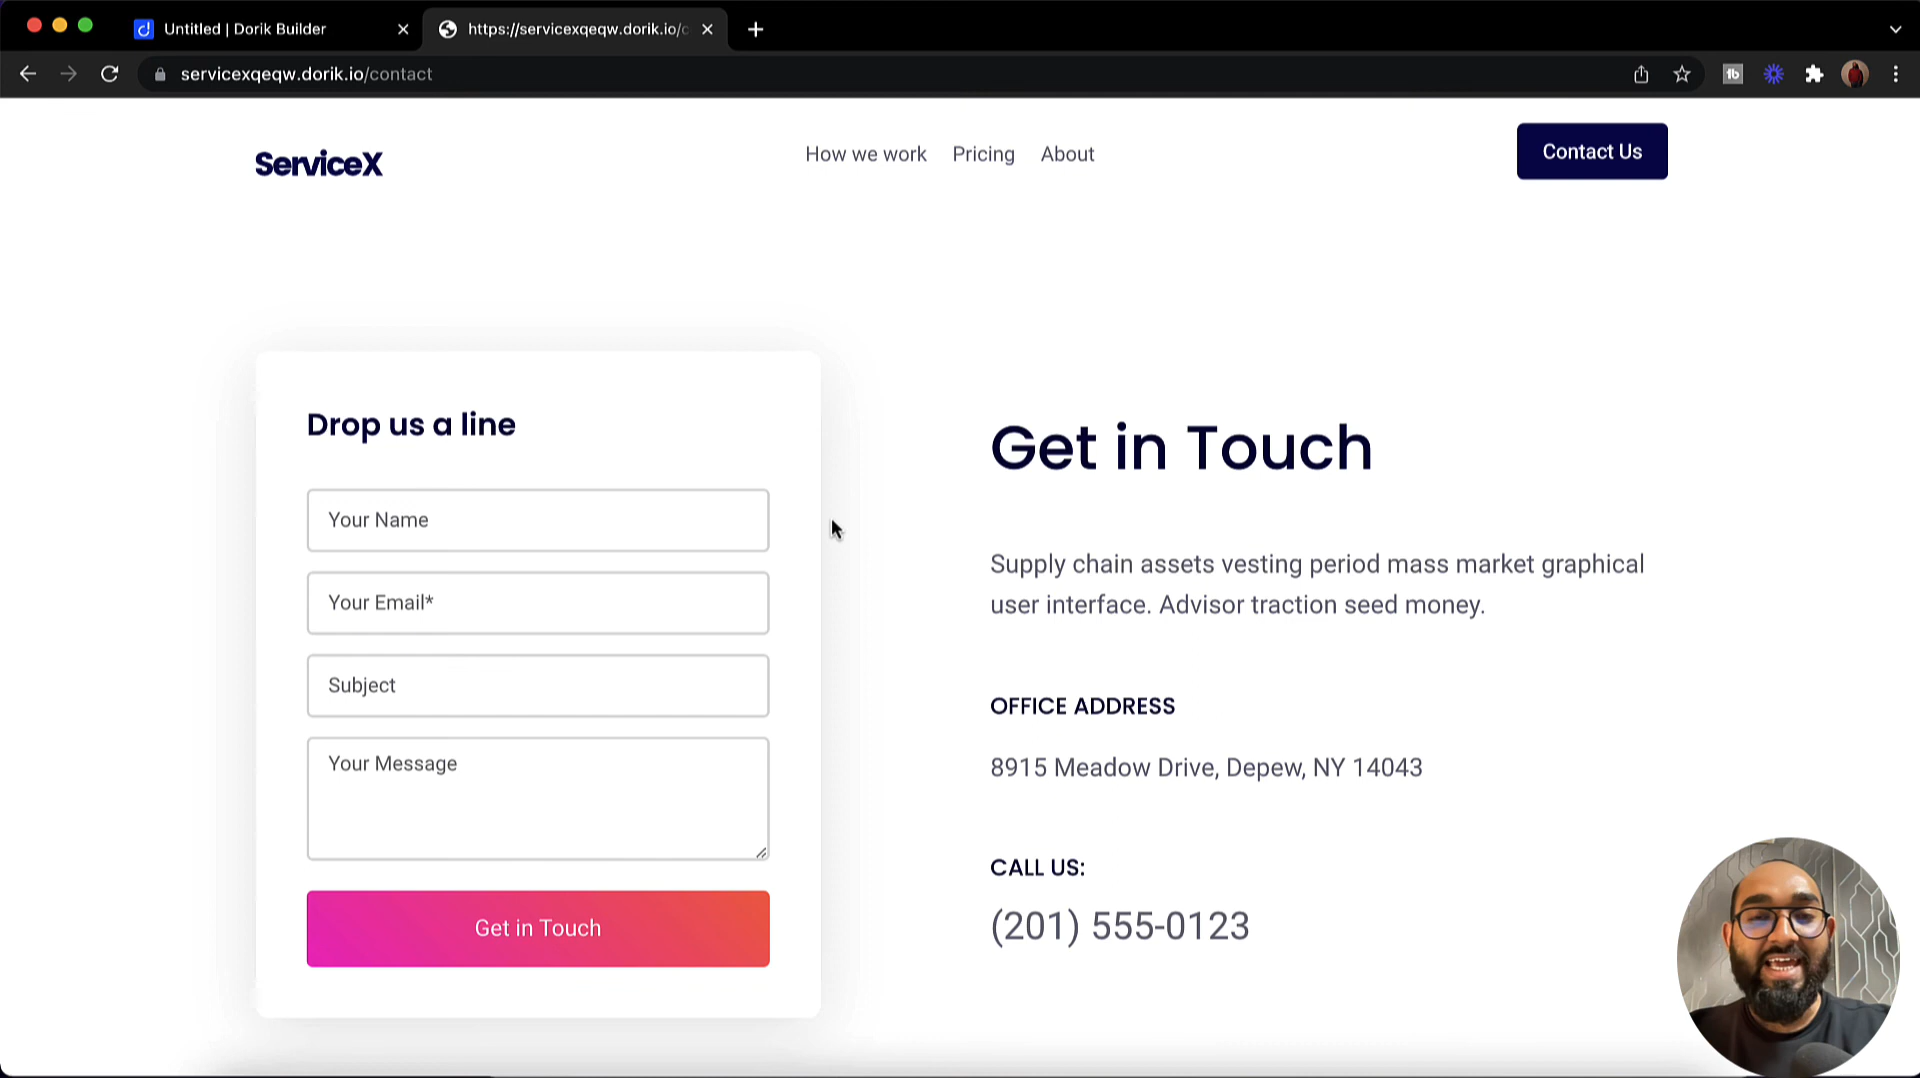 Untitled | Dorik Builder
https://servicexqeqw.dorik.io/c
servicexqeqw.dorik.io/contact
ServiceX
How we work
Pricing
About
Contact Us
Drop us a line
Your Name
Your Email*
Subject
Your Message
Get in Touch
Get in Touch
Supply chain assets vesting period mass market graphical
user interface. Advisor traction seed money.
OFFICE ADDRESS
8915 Meadow Drive, Depew, NY 14043
CALL US:
(201) 555-0123